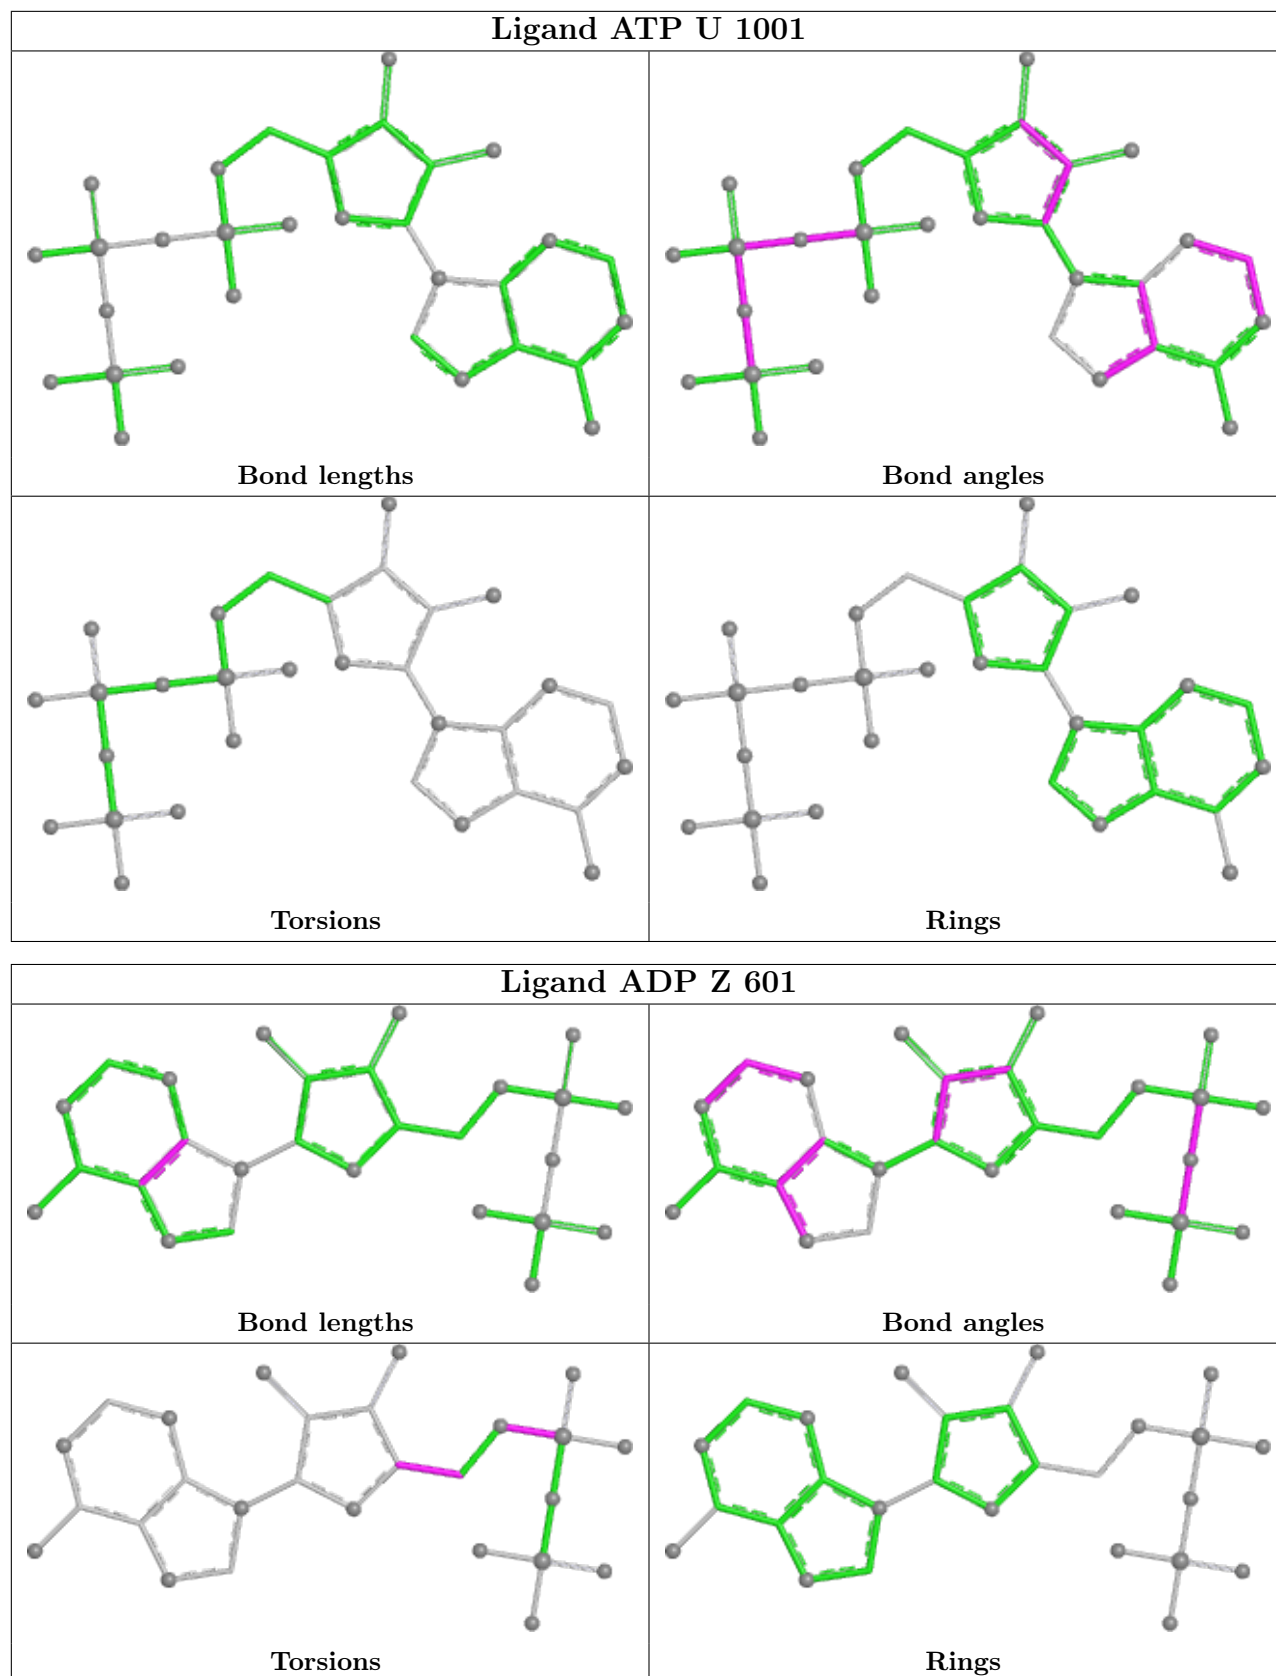 Ligand ATP U 1001
Bond lengths
Bond angles
Torsions
Rings
Ligand ADP Z 601
Bond lengths
Bond angles
Torsions
Rings